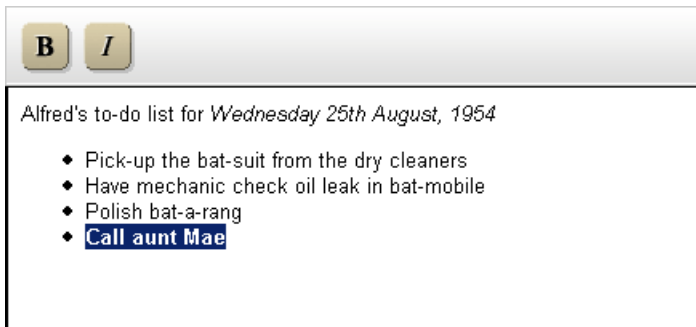 B I
Alfred's to-do list for Wednesday 25th August, 1954
Pick-up the bat-suit from the dry cleaners
Have mechanic check oil leak in bat-mobile
Polish bat-a-rang
Call aunt Mae